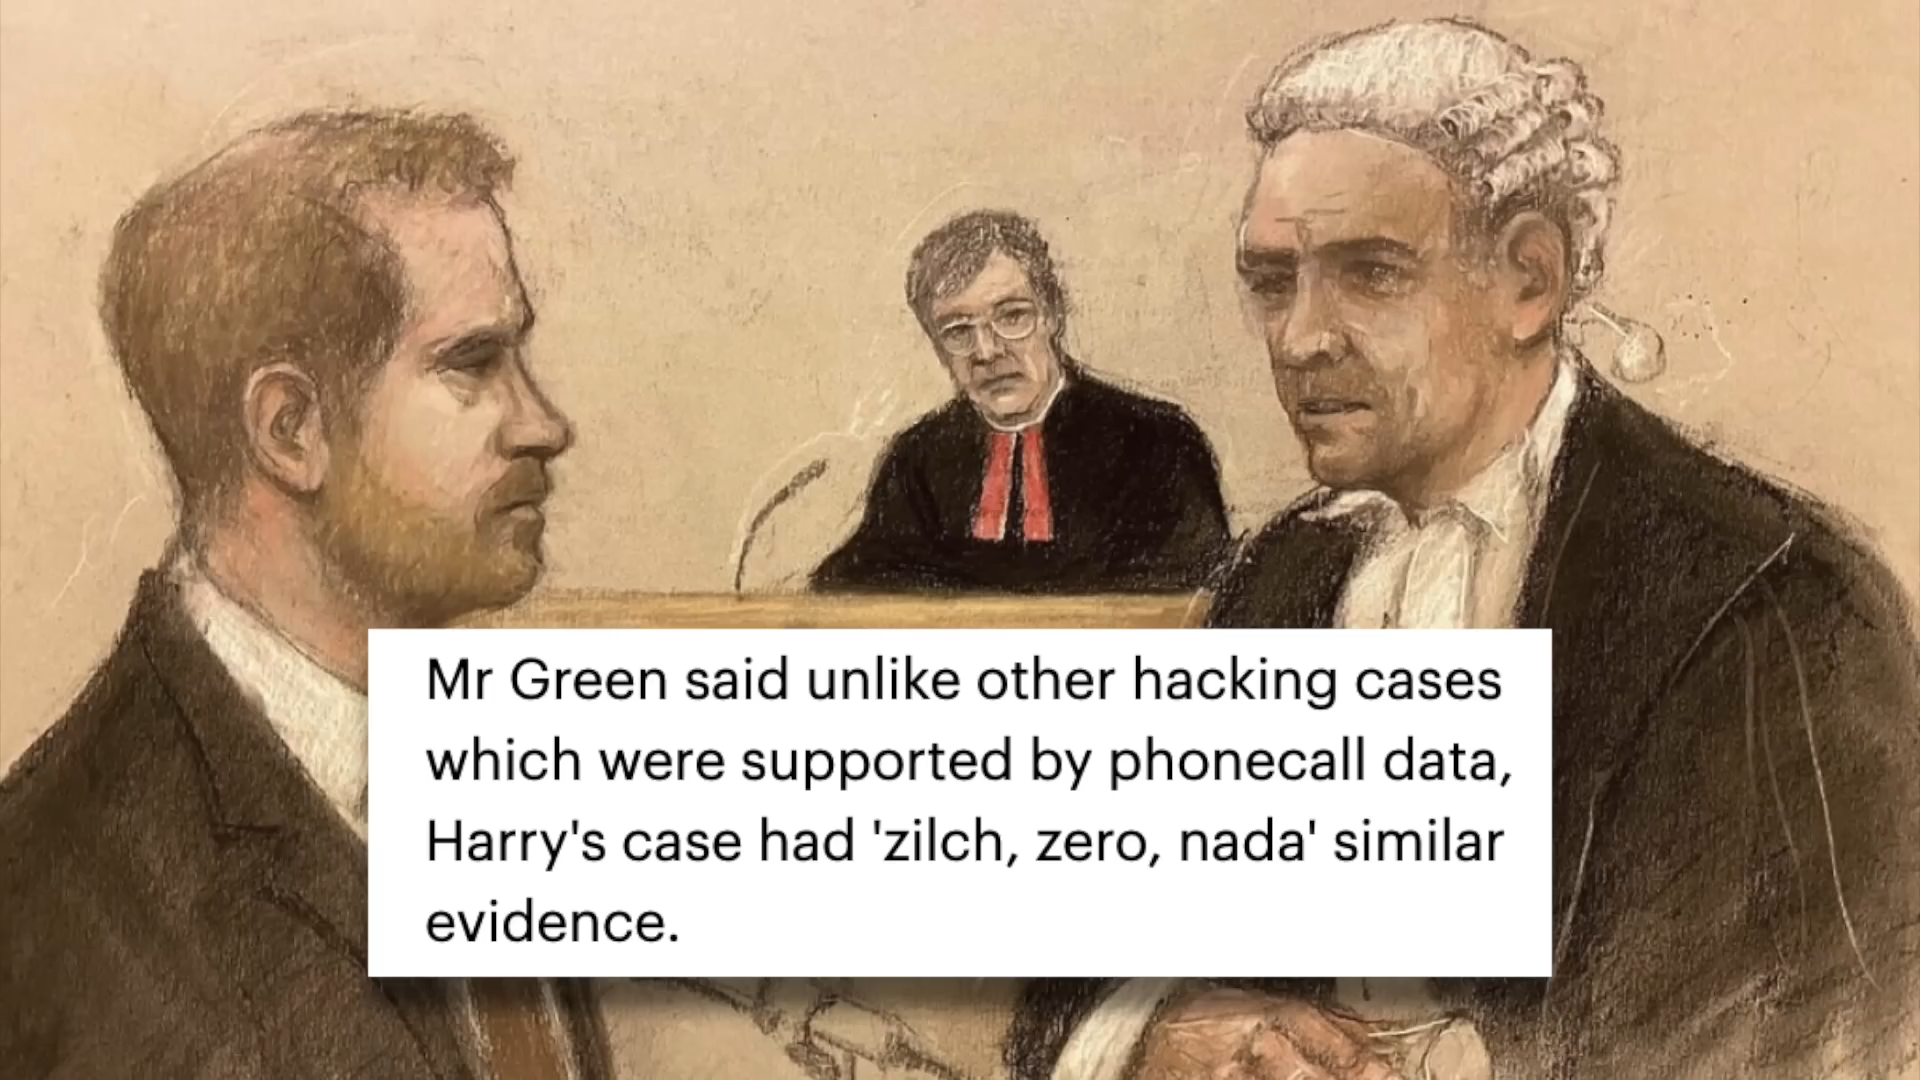 Mr Green said unlike other hacking cases
which were supported by phonecall data,
Harry's case had 'zilch, zero, nada' similar
evidence.